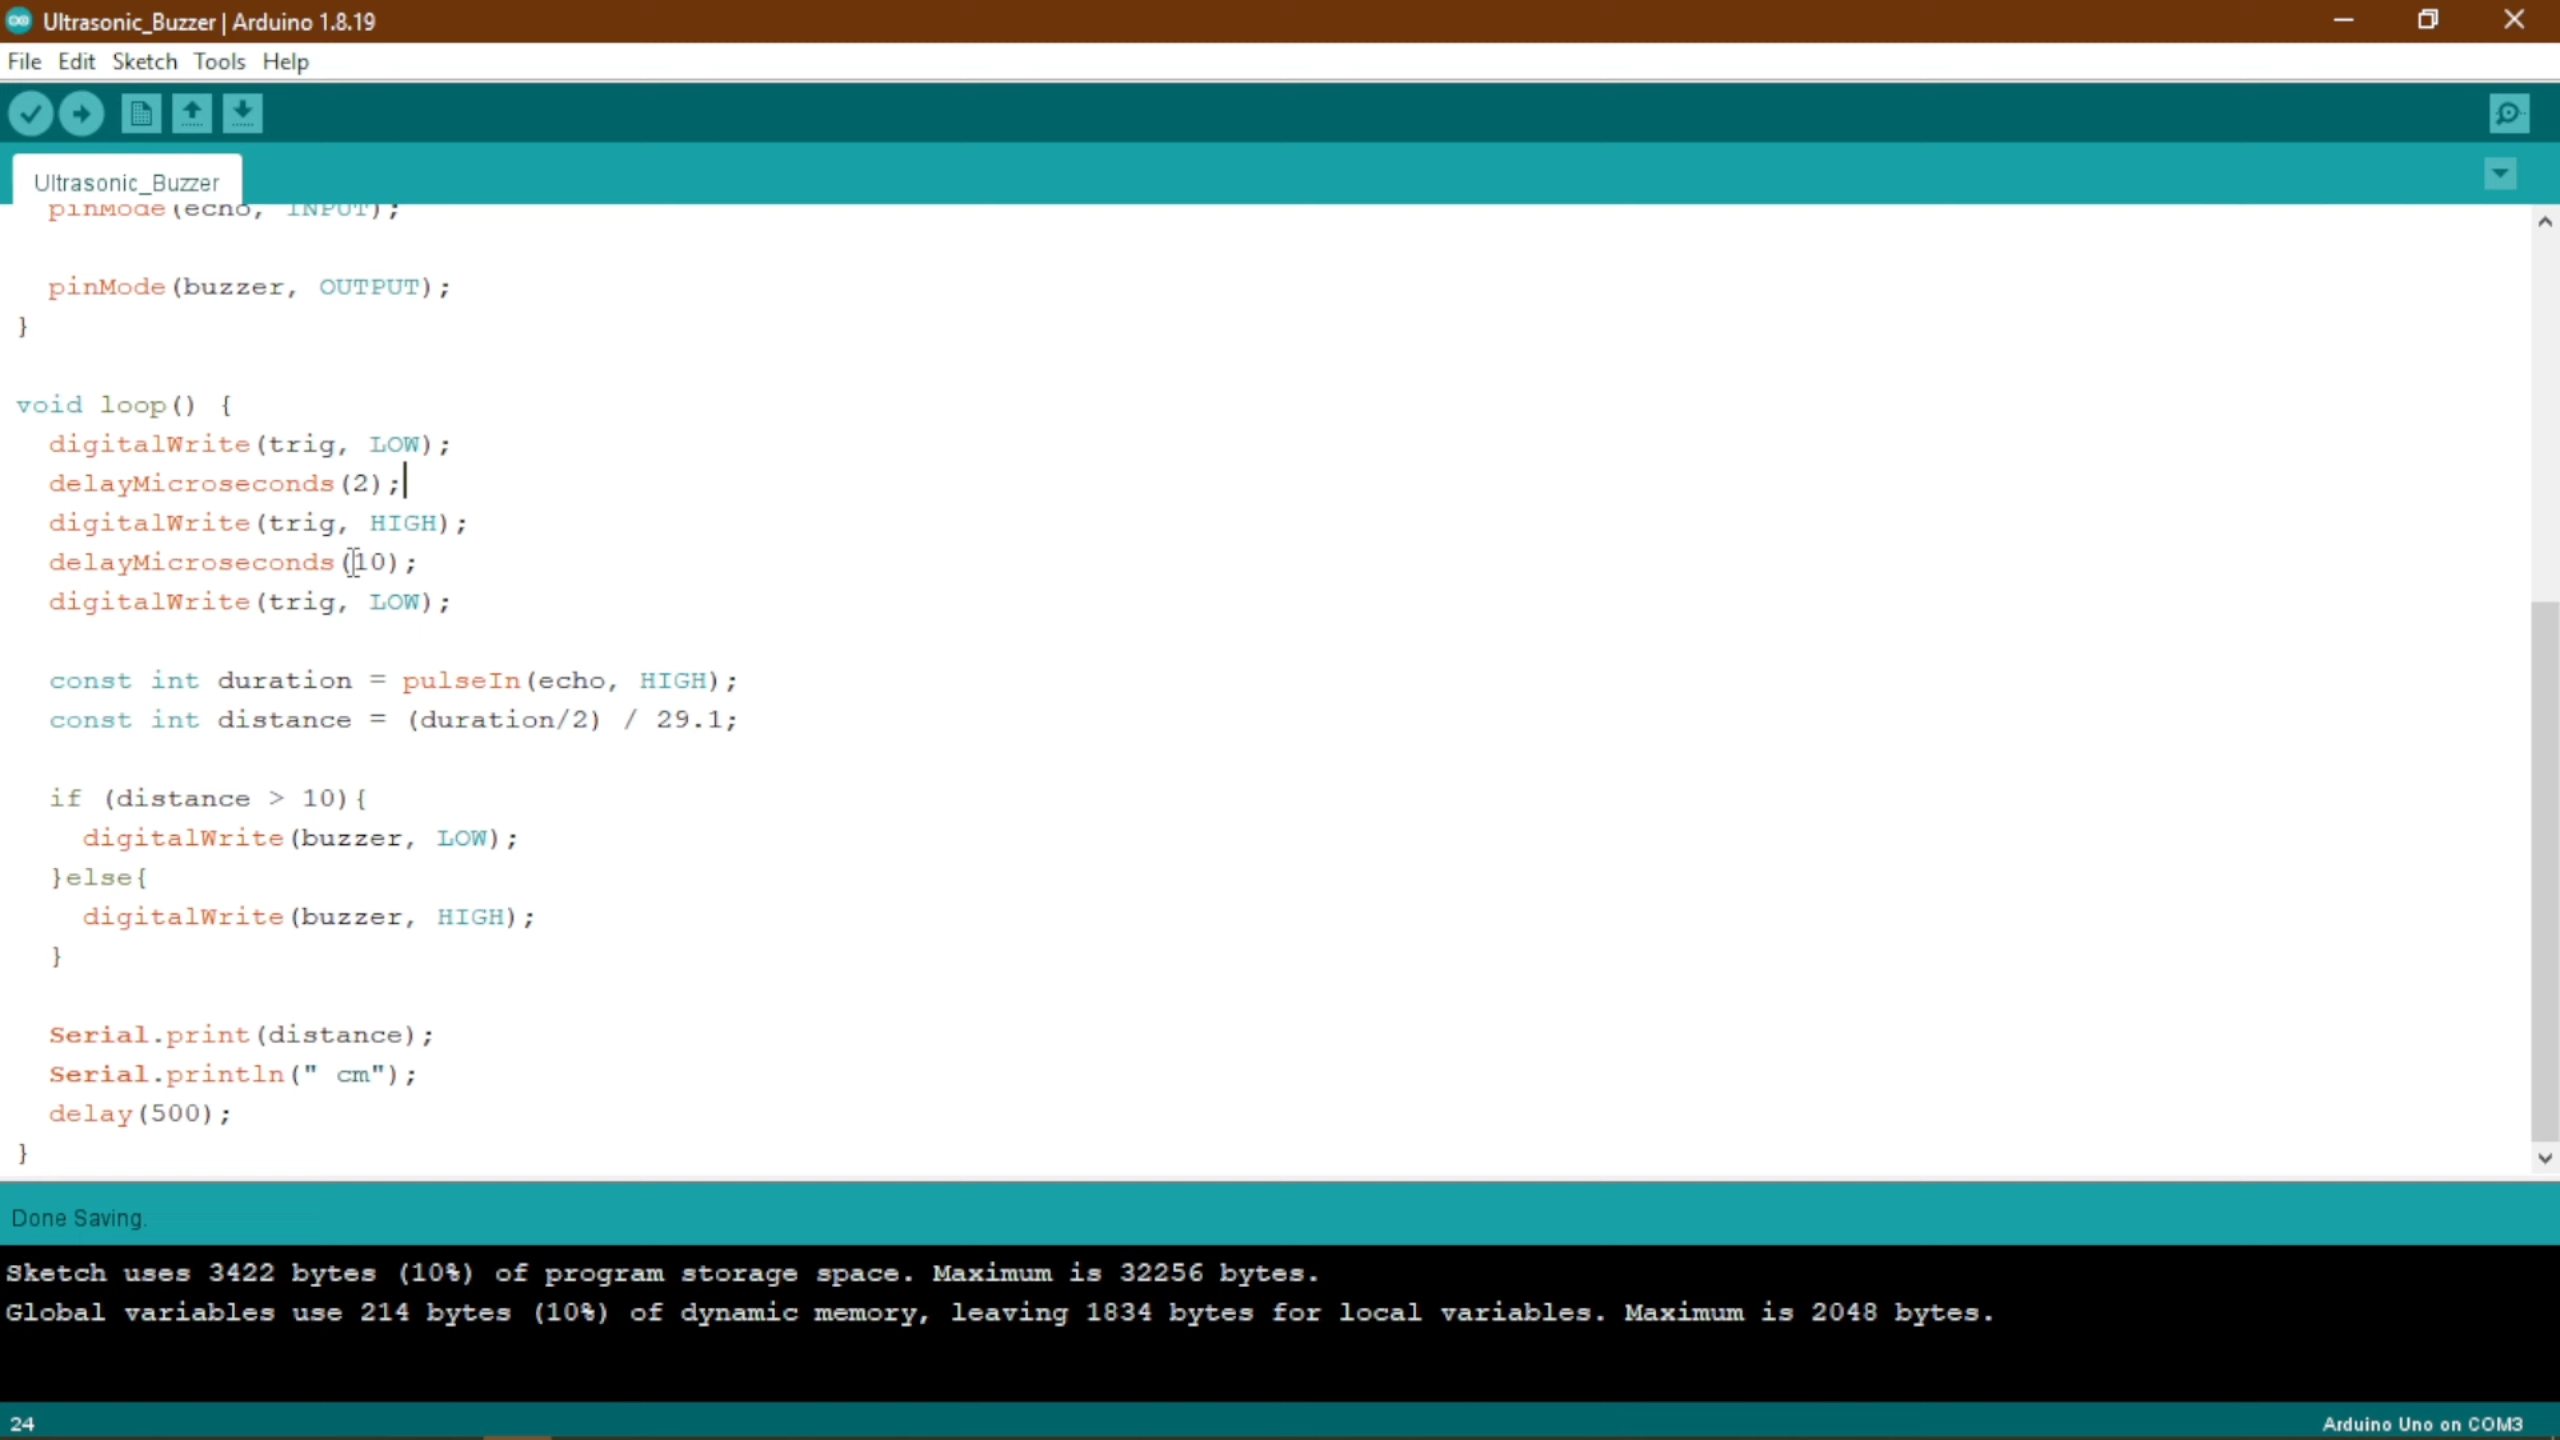 Ultrasonic_Buzzer | Arduino 1.8.19
File Edit Sketch Tools Help
Ultrasonic_Buzzer
pinMode(echo, INPUT);
pinMode(buzzer, OUTPUT);
}
void loop() {
digitalWrite(trig, LOW);
delayMicroseconds(2);
digitalWrite(trig, HIGH);
delayMicroseconds(10);
digitalWrite(trig, LOW);
const int duration = pulseIn(echo, HIGH);
const int distance = (duration/2) / 29.1;
if (distance > 10){
digitalWrite(buzzer, LOW);
}else{
digitalWrite(buzzer, HIGH);
}
Serial.print(distance);
Serial.println(" cm");
delay(500);
}
Done Saving.
Sketch uses 3422 bytes (10%) of program storage space. Maximum is 32256 bytes.
Global variables use 214 bytes (10%) of dynamic memory, leaving 1834 bytes for local variables. Maximum is 2048 bytes.
24
Arduino Uno on COM3